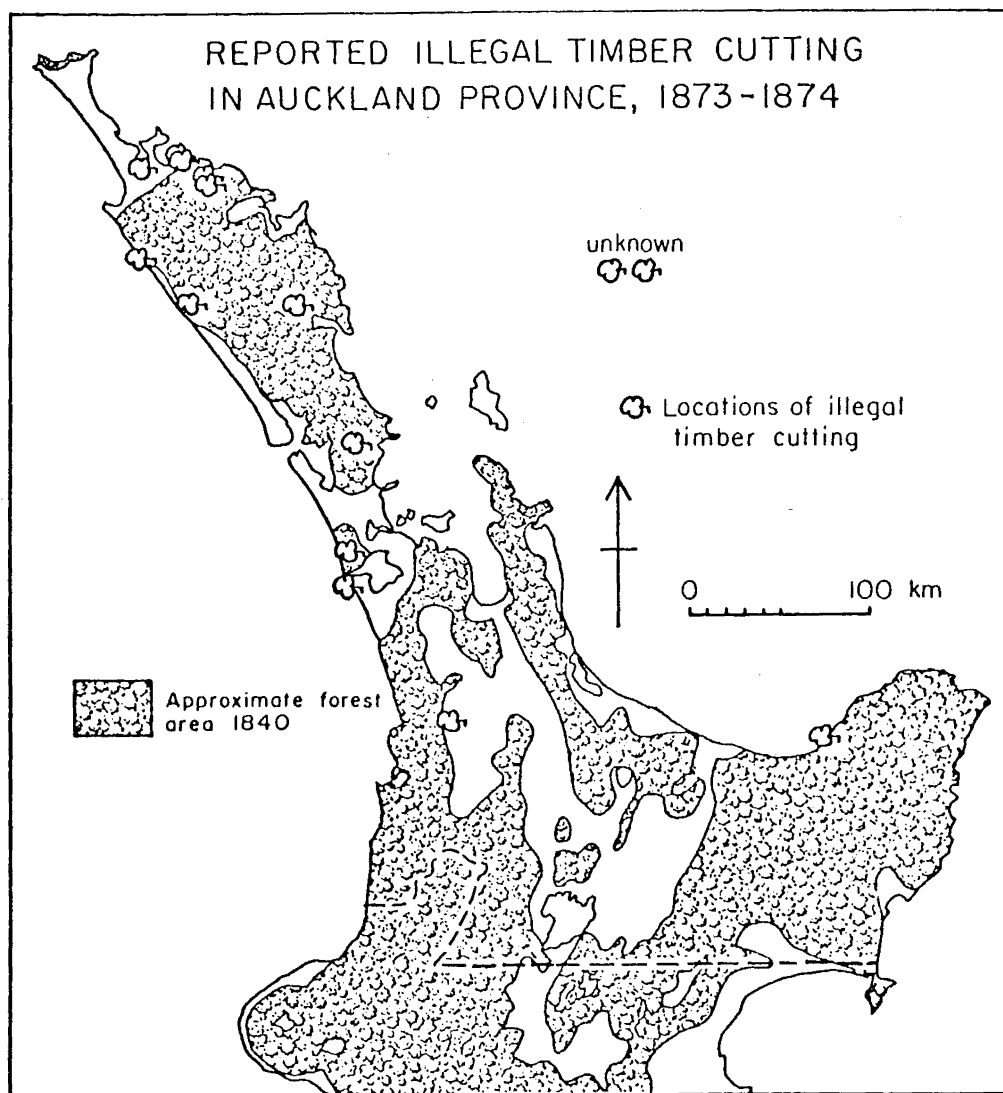 REPORTED ILLEGAL TIMBER CUTTING
IN AUCKLAND PROVINCE, 1873-1874
unknown
Locations of illegal
timber cutting
0 100 km
Approximate forest
area 1840